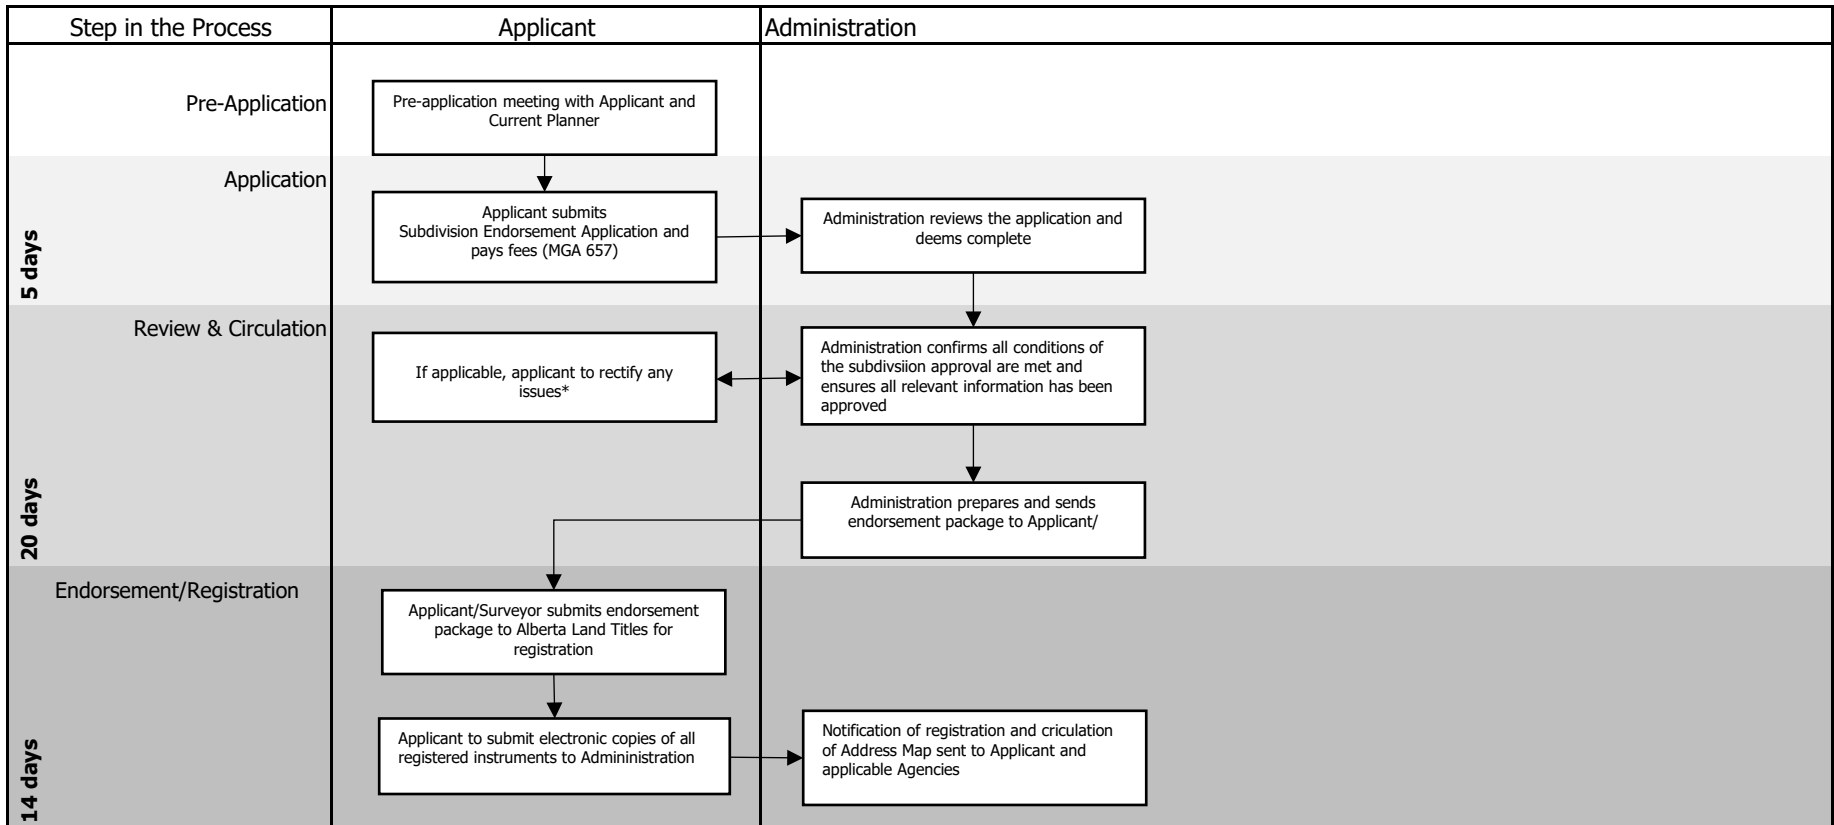 Step in the Process
Applicant
Administration
Pre-Application
Pre-application meeting with Applicant and
Current Planner
Application
5 days
Applicant submits
Subdivision Endorsement Application and
pays fees (MGA 657)
Administration reviews the application and
deems complete
Review & Circulation
20 days
If applicable, applicant to rectify any
issues*
Administration confirms all conditions of
the subdivsiion approval are met and
ensures all relevant information has been
approved
Administration prepares and sends
endorsement package to Applicant/
Endorsement/Registration
14 days
Applicant/Surveyor submits endorsement
package to Alberta Land Titles for
registration
Applicant to submit electronic copies of all
registered instruments to Admininistration
Notification of registration and criculation
of Address Map sent to Applicant and
applicable Agencies